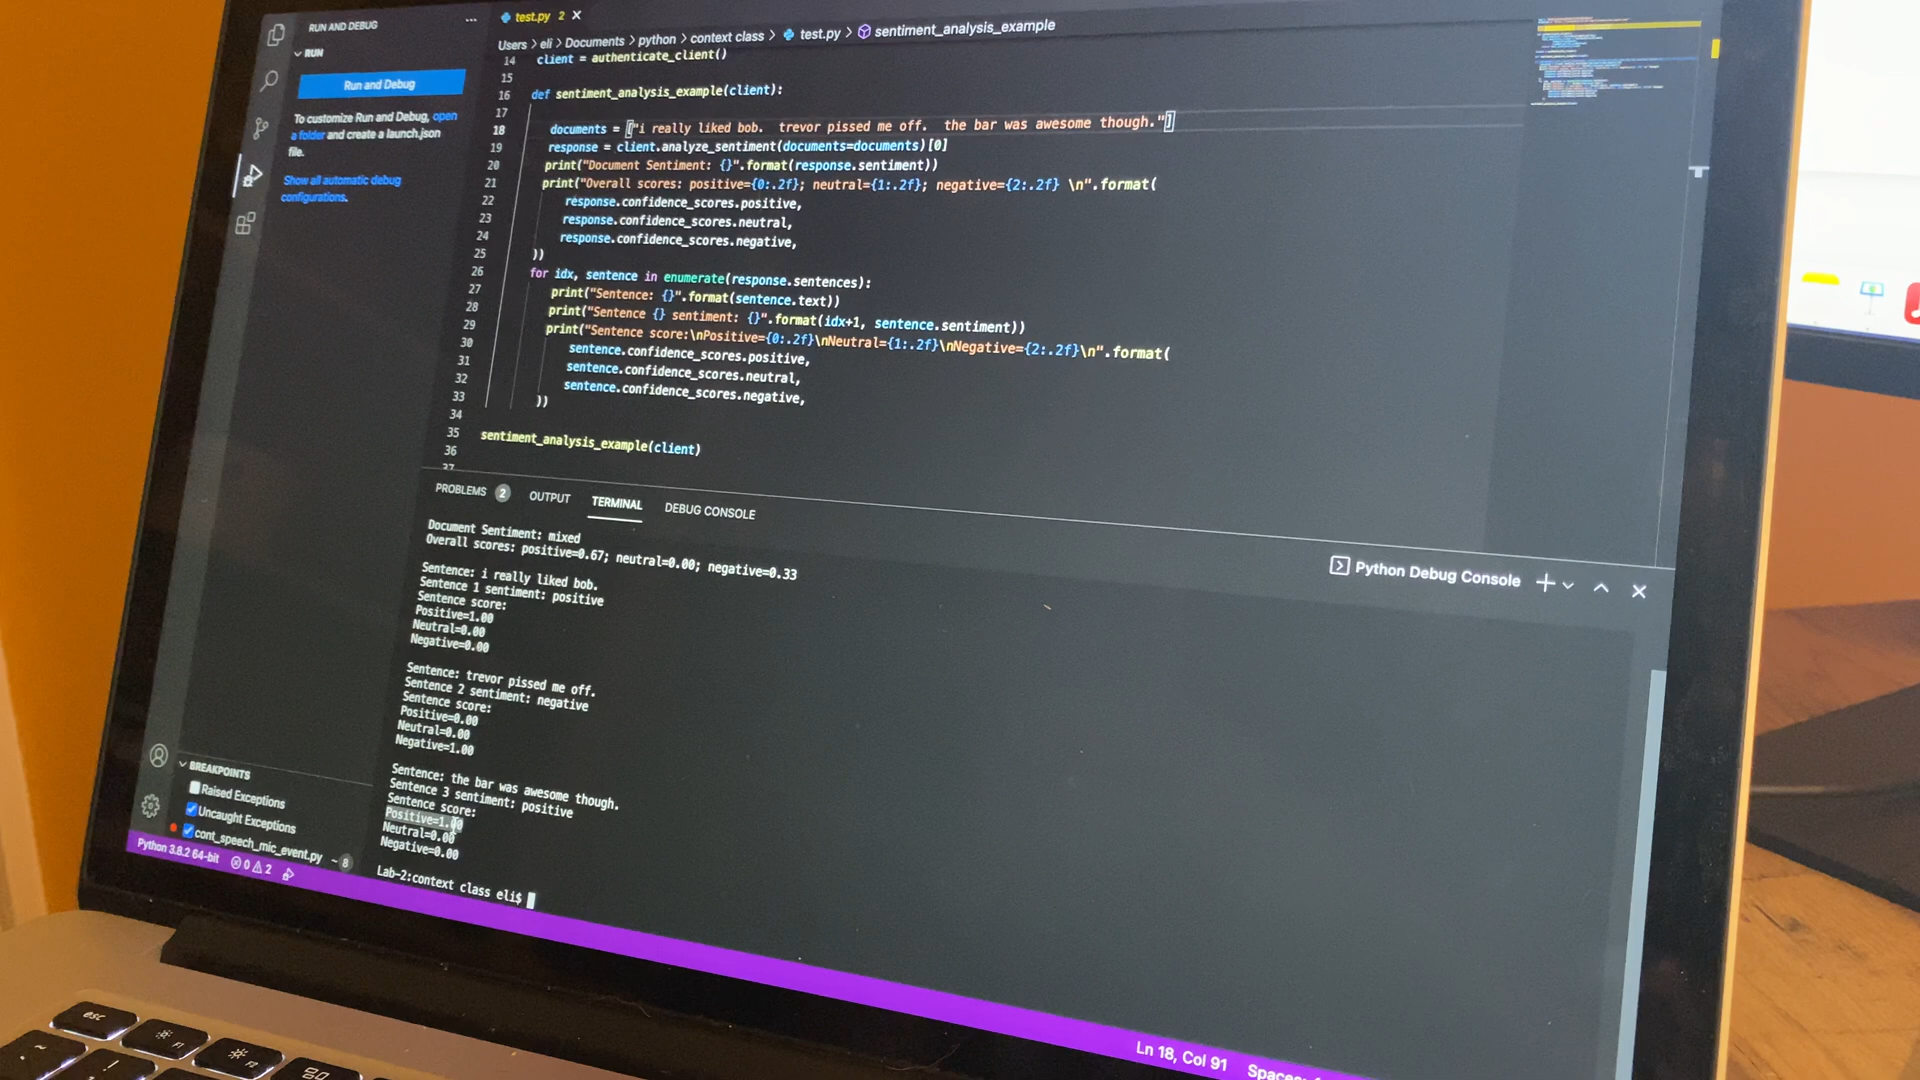 RUN AND DEBUG
RUN
Run and Debug
To customize Run and Debug, open
a folder and create a launch.json
file.
Show all automatic debug
configurations.
test.py 2
Users > eli > Documents > python > context class > test.py > sentiment_analysis_example
14 client = authenticate_client()
15
16 def sentiment_analysis_example(client):
17
18 documents = ["i really liked bob.  trevor pissed me off.  the bar was awesome though."]
19 response = client.analyze_sentiment(documents=documents)[0]
20 print("Document Sentiment: {}".format(response.sentiment))
21 print("Overall scores: positive={0:.2f}; neutral={1:.2f}; negative={2:.2f} \n".format(
22 response.confidence_scores.positive,
23 response.confidence_scores.neutral,
24 response.confidence_scores.negative,
25 ))
26 for idx, sentence in enumerate(response.sentences):
27 print("Sentence: {}".format(sentence.text))
28 print("Sentence {} sentiment: {}".format(idx+1, sentence.sentiment))
29 print("Sentence score:\nPositive={0:.2f}\nNeutral={1:.2f}\nNegative={2:.2f}\n".format(
30 sentence.confidence_scores.positive,
31 sentence.confidence_scores.neutral,
32 sentence.confidence_scores.negative,
33 ))
34
35 sentiment_analysis_example(client)
36
37
PROBLEMS 2 OUTPUT TERMINAL DEBUG CONSOLE
Python Debug Console
Document Sentiment: mixed
Overall scores: positive=0.67; neutral=0.00; negative=0.33
Sentence: i really liked bob.
Sentence 1 sentiment: positive
Sentence score:
Positive=1.00
Neutral=0.00
Negative=0.00
Sentence: trevor pissed me off.
Sentence 2 sentiment: negative
Sentence score:
Positive=0.00
Neutral=0.00
Negative=1.00
Sentence: the bar was awesome though.
Sentence 3 sentiment: positive
Sentence score:
Positive=1.00
Neutral=0.00
Negative=0.00
Lab-2:context class eli$
BREAKPOINTS
Raised Exceptions
Uncaught Exceptions
cont_speech_mic_event.py ~ 8
Python 3.8.2 64-bit 0 2
Ln 18, Col 91
esc
F1
F2
~
!